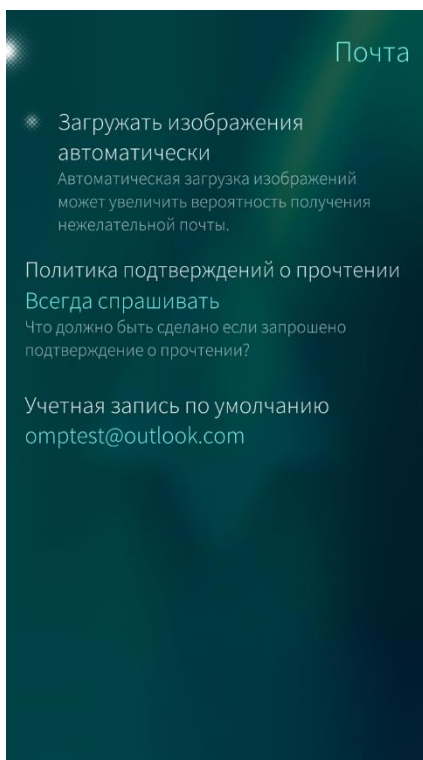 Почта
Загружать изображения
автоматически
Автоматическая загрузка изображений
может увеличить вероятность получения
нежелательной почты.
Политика подтверждений о прочтении
Всегда спрашивать
Что должно быть сделано если запрошено
подтверждение о прочтении?
Учетная запись по умолчанию
omptest@outlook.com